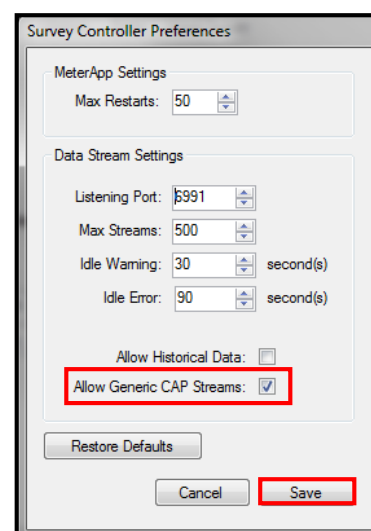 Survey Controller Preferences
MeterApp Settings
Max Restarts: 50
Data Stream Settings
Listening Port: 6991
Max Streams: 500
Idle Warning: 30 second(s)
Idle Error: 90 second(s)
Allow Historical Data:
Allow Generic CAP Streams:
Restore Defaults
Cancel Save